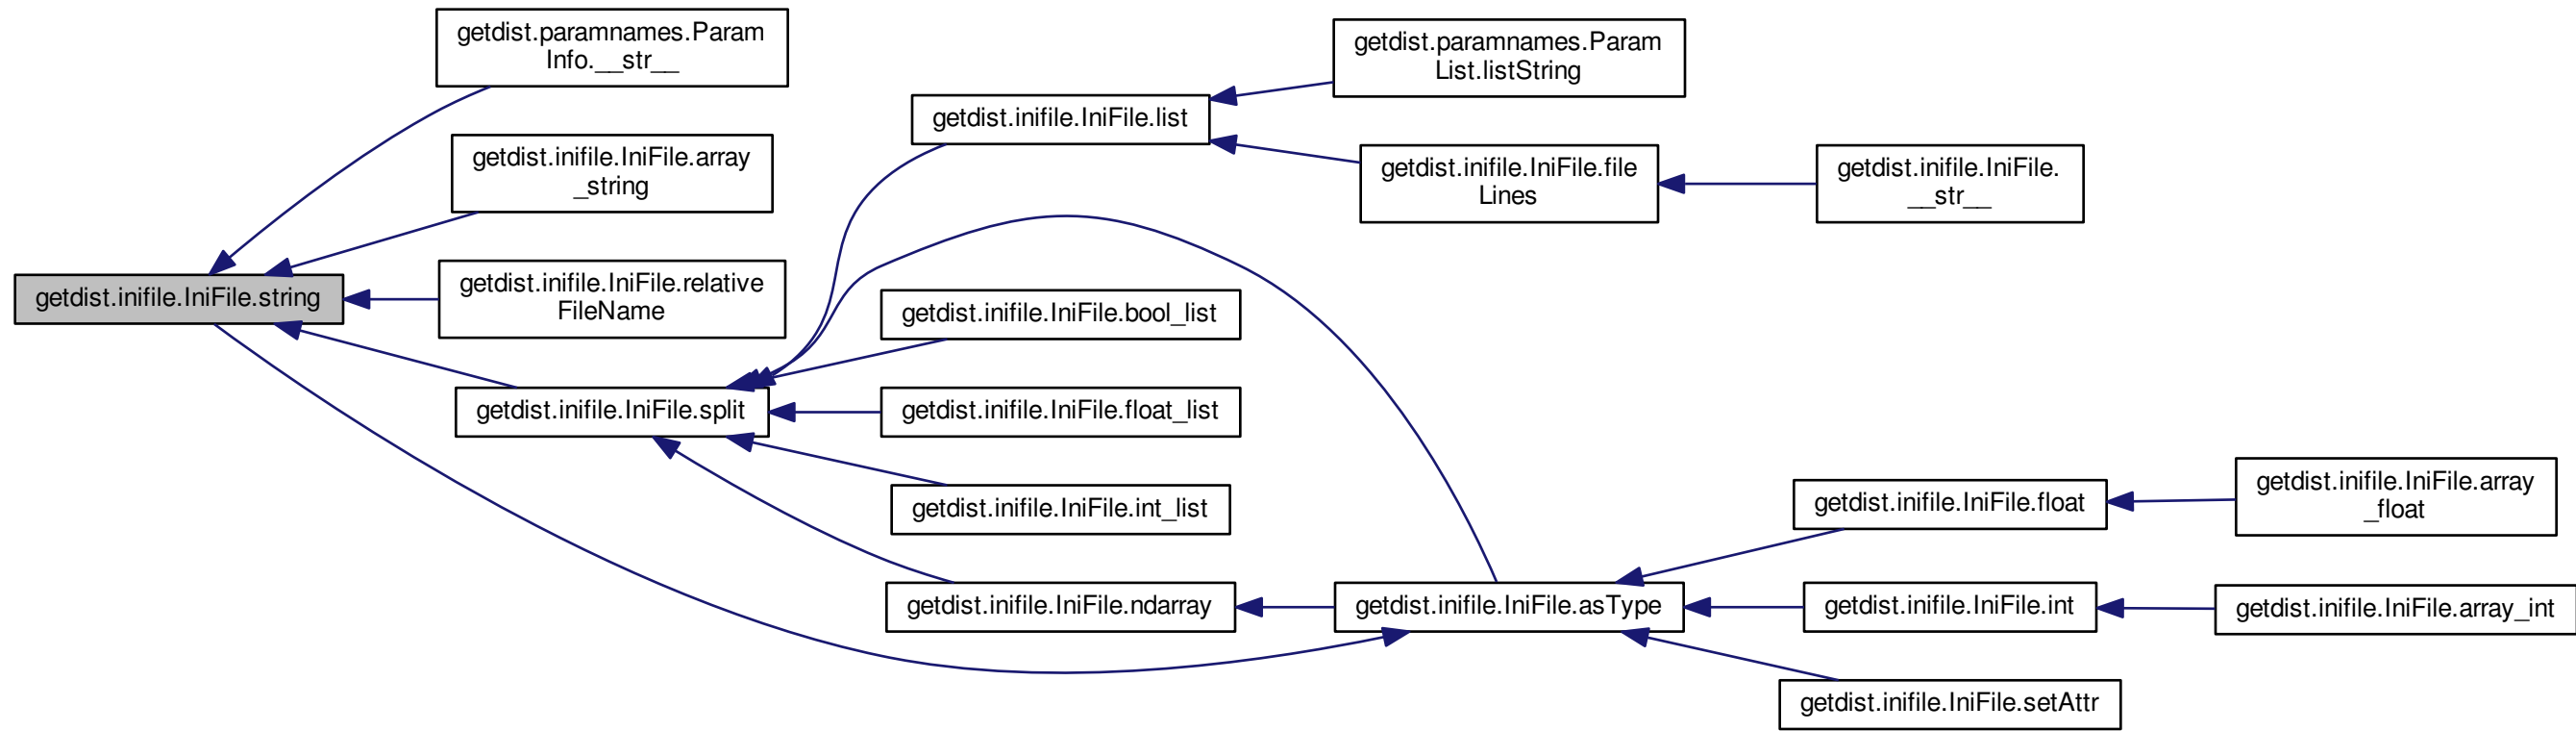 getdist.inifile.IniFile.string
getdist.paramnames.Param
Info.__str__
getdist.inifile.IniFile.array
_string
getdist.inifile.IniFile.relative
FileName
getdist.inifile.IniFile.split
getdist.inifile.IniFile.list
getdist.inifile.IniFile.bool_list
getdist.inifile.IniFile.float_list
getdist.inifile.IniFile.int_list
getdist.inifile.IniFile.ndarray
getdist.paramnames.Param
List.listString
getdist.inifile.IniFile.file
Lines
getdist.inifile.IniFile.asType
getdist.inifile.IniFile.
__str__
getdist.inifile.IniFile.float
getdist.inifile.IniFile.int
getdist.inifile.IniFile.setAttr
getdist.inifile.IniFile.array
_float
getdist.inifile.IniFile.array_int